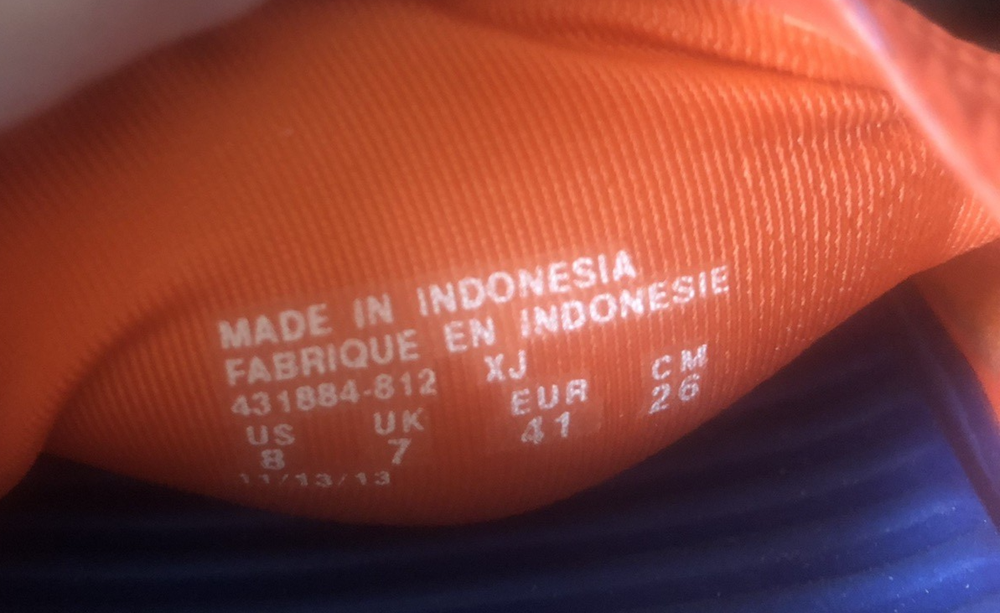 MADE IN INDONESIA
FABRIQUE EN INDONESIE
431884-812 XJ
US UK EUR CM
8 7 41 26
11/13/13